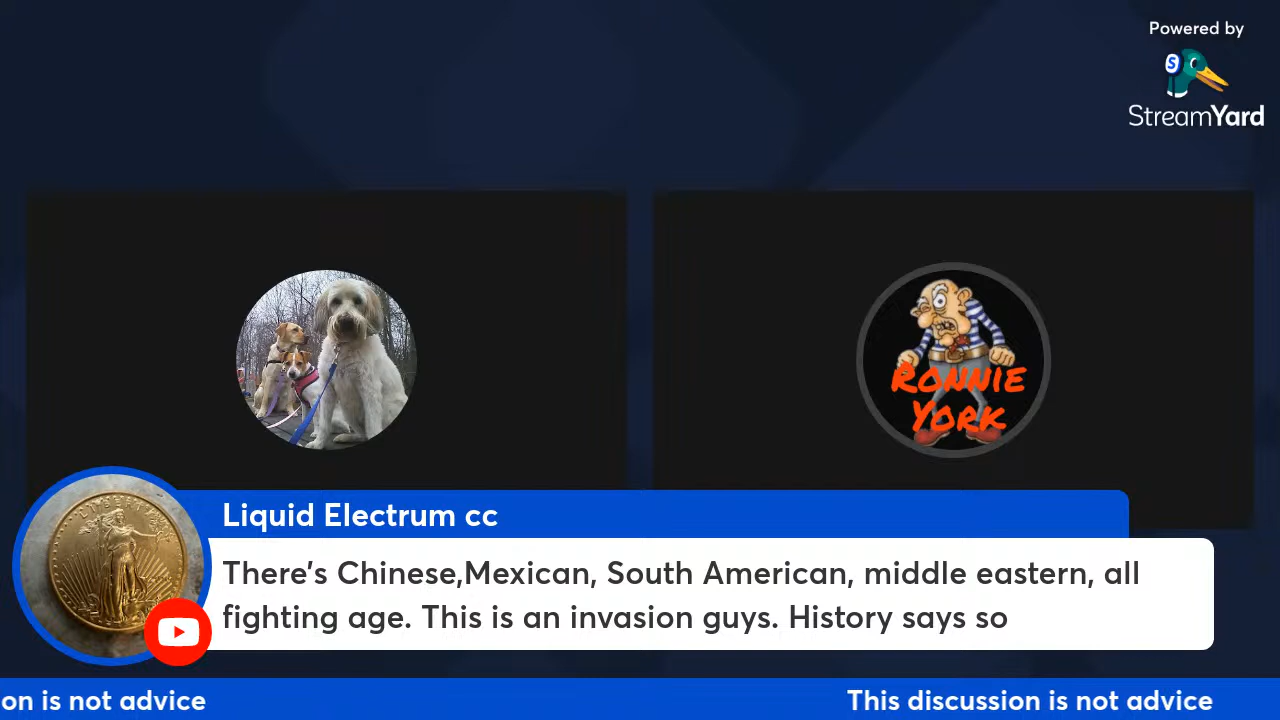 Powered by
S
StreamYard
RONNIE
YORK
LIBERTY
Liquid Electrum cc
There's Chinese,Mexican, South American, middle eastern, all
fighting age. This is an invasion guys. History says so
on is not advice
This discussion is not advice